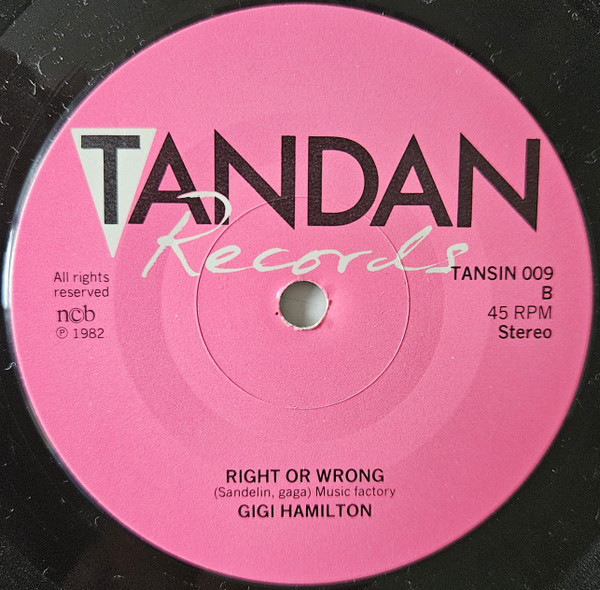 TANDAN
Records
All rights
reserved
ncb
℗ 1982
TANSIN 009
B
45 RPM
Stereo
RIGHT OR WRONG
(Sandelin, gaga) Music factory
GIGI HAMILTON